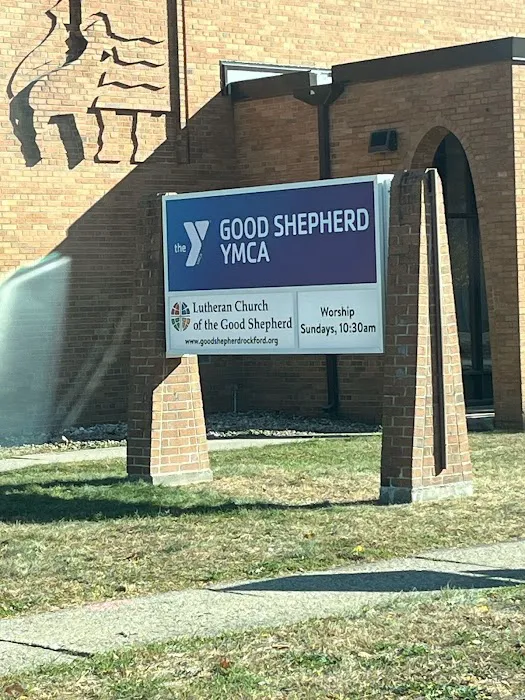 the Y GOOD SHEPHERD
YMCA
Lutheran Church
of the Good Shepherd
www.goodshepherdrockford.org
Worship
Sundays, 10:30am